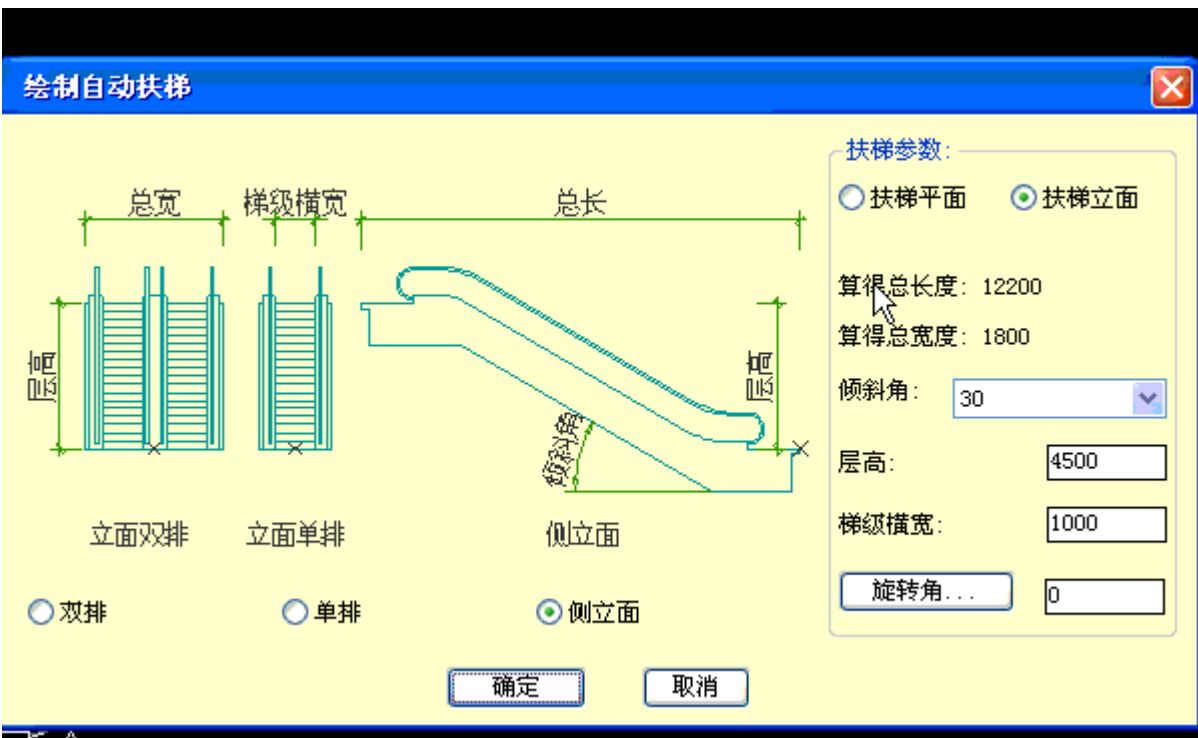 绘制自动扶梯
总宽
梯级横宽
总长
层高
层高
倾斜角
立面双排
立面单排
侧立面
双排
单排
侧立面
扶梯参数:
扶梯平面
扶梯立面
算得总长度: 12200
算得总宽度: 1800
倾斜角: 30
层高: 4500
梯级横宽: 1000
旋转角... 0
确定
取消